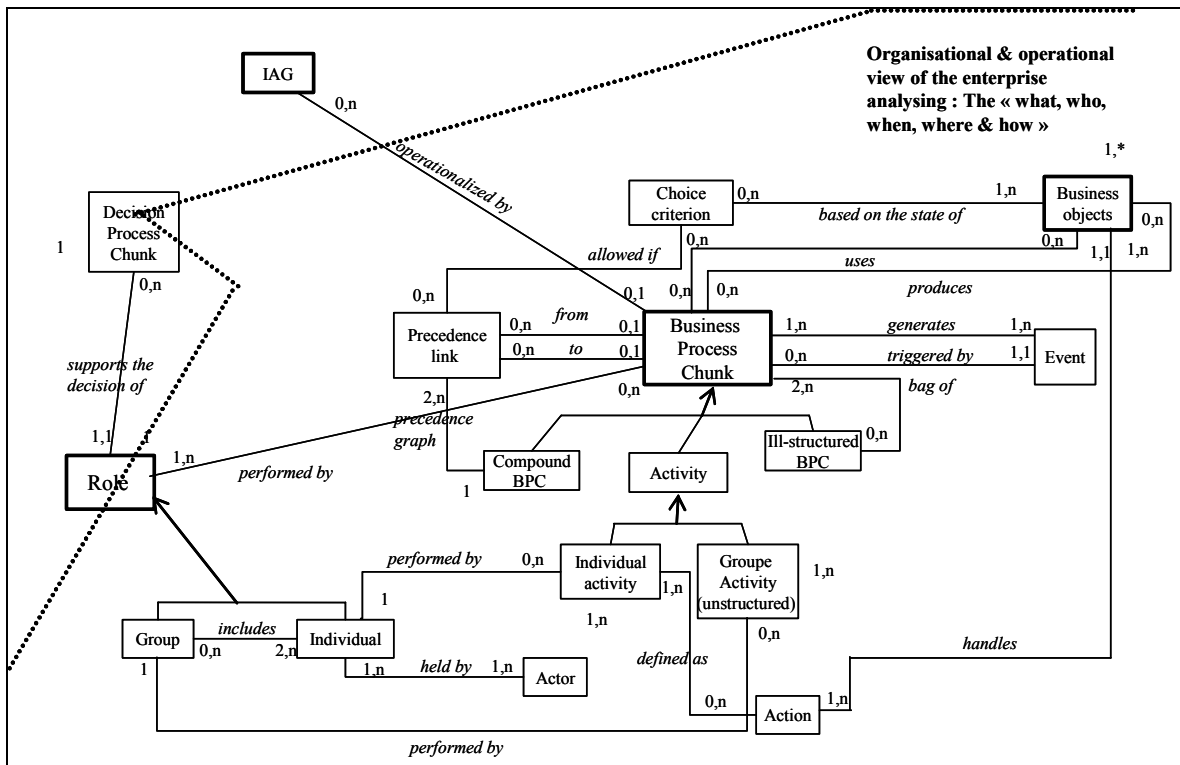 Organisational & operational
view of the enterprise
analysing : The « what, who,
when, where & how »
IAG
0,n
operationalized by
1,*
Decision
Process
Chunk
1
0,n
Choice
criterion
0,n
1,n
based on the state of
Business
objects
0,n
0,n
0,n
1,1
1,n
allowed if
uses
0,n
0,1
0,n
0,n
produces
supports the
decision of
Precedence
link
0,n
from
0,1
0,n
to
0,1
Business
Process
Chunk
1,n
generates
1,n
0,n
triggered by
1,1
Event
2,n
0,n
2,n
bag of
precedence
graph
1,1
1
1,n
performed by
Role
Compound
BPC
1
Activity
Ill-structured
BPC
0,n
performed by
0,n
1
Individual
activity
1,n
1,n
Groupe
Activity
(unstructured)
1,n
0,n
Group
includes
0,n
2,n
Individual
1
1,n
held by
1,n
Actor
defined as
handles
0,n
Action
1,n
performed by